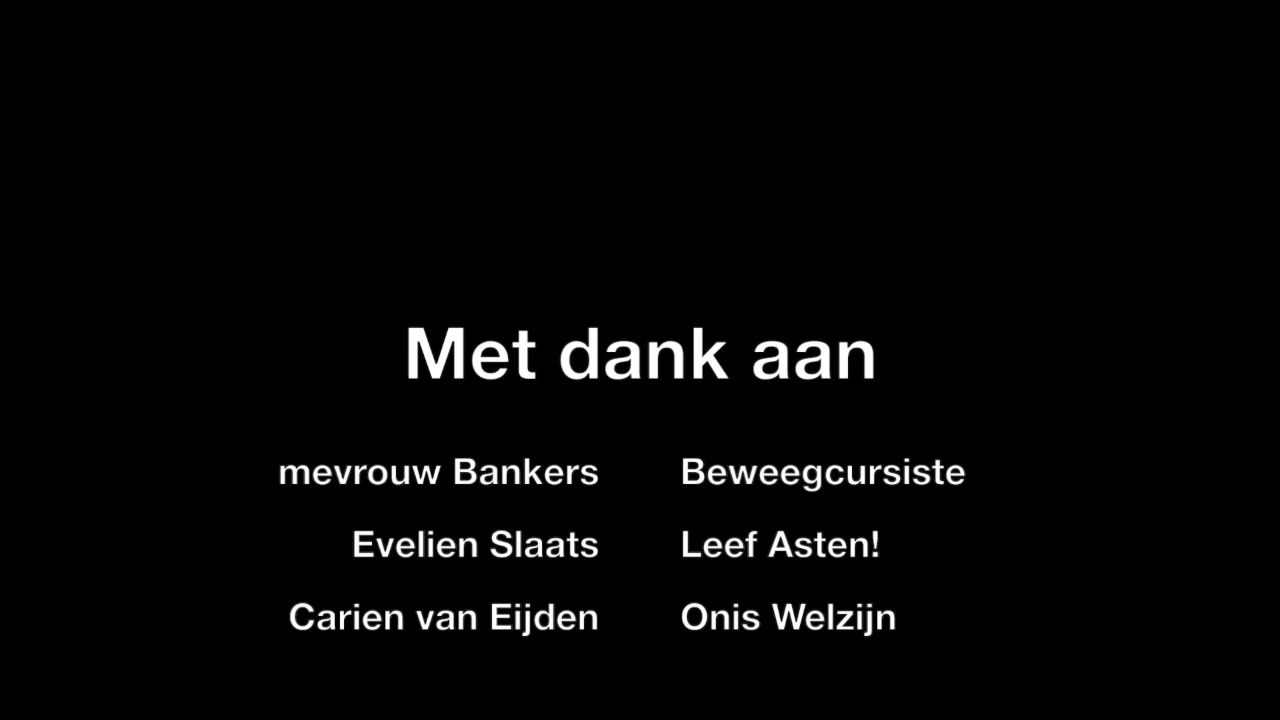 Met dank aan
mevrouw Bankers Beweegcursiste
Evelien Slaats Leef Asten!
Carien van Eijden Onis Welzijn